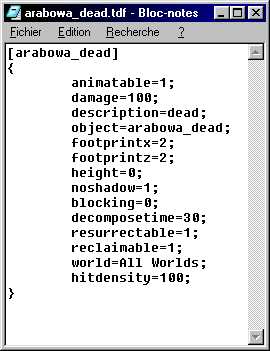 arabowa_dead.tdf - Bloc-notes
Fichier Edition Recherche ?
[arabowa_dead]
{
animatable=1;
damage=100;
description=dead;
object=arabowa_dead;
footprintx=2;
footprintz=2;
height=0;
noshadow=1;
blocking=0;
decomposetime=30;
resurrectable=1;
reclaimable=1;
world=All Worlds;
hitdensity=100;
}